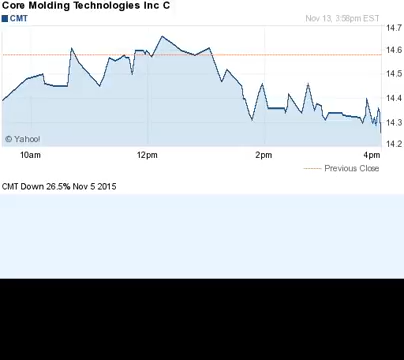 Core Molding Technologies Inc C
CMT
Nov 13, 3:58pm EST
14.7
14.6
14.5
14.4
14.3
14.2
© Yahoo!
10am
12pm
2pm
4pm
Previous Close
CMT Down 26.5% Nov 5 2015